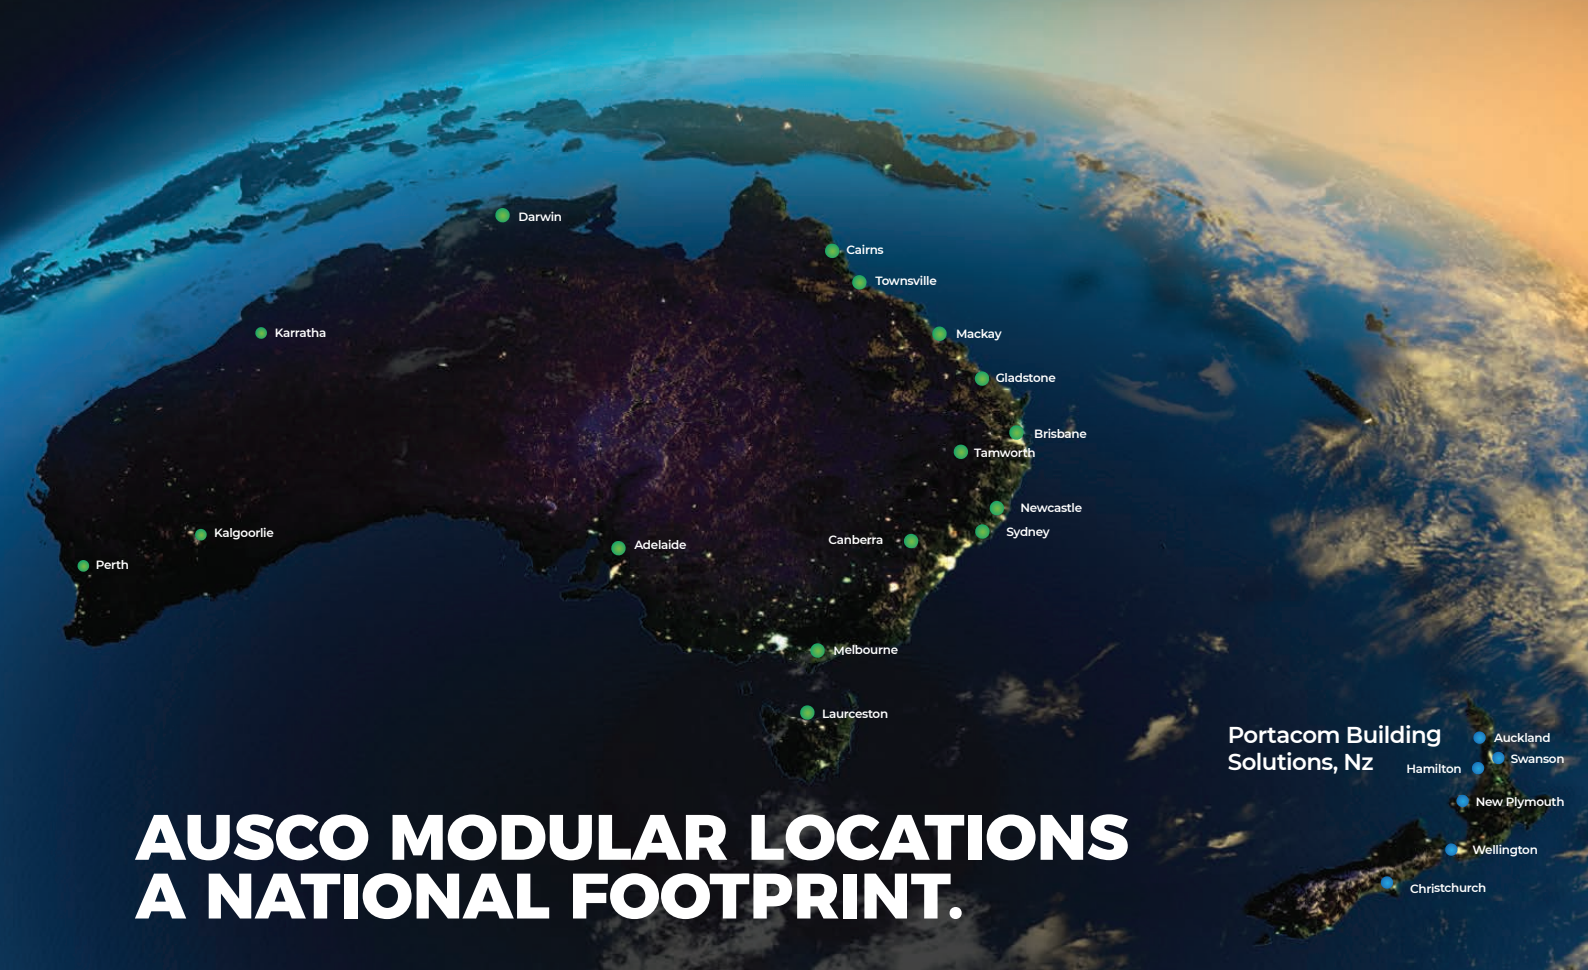 Darwin
Cairns
Townsville
Karratha
Mackay
Gladstone
Brisbane
Tamworth
Newcastle
Kalgoorlie
Sydney
Canberra
Adelaide
Perth
Melbourne
Laurceston
Portacom Building
Solutions, Nz
Auckland
Swanson
Hamilton
New Plymouth
Wellington
Christchurch
AUSCO MODULAR LOCATIONS
A NATIONAL FOOTPRINT.